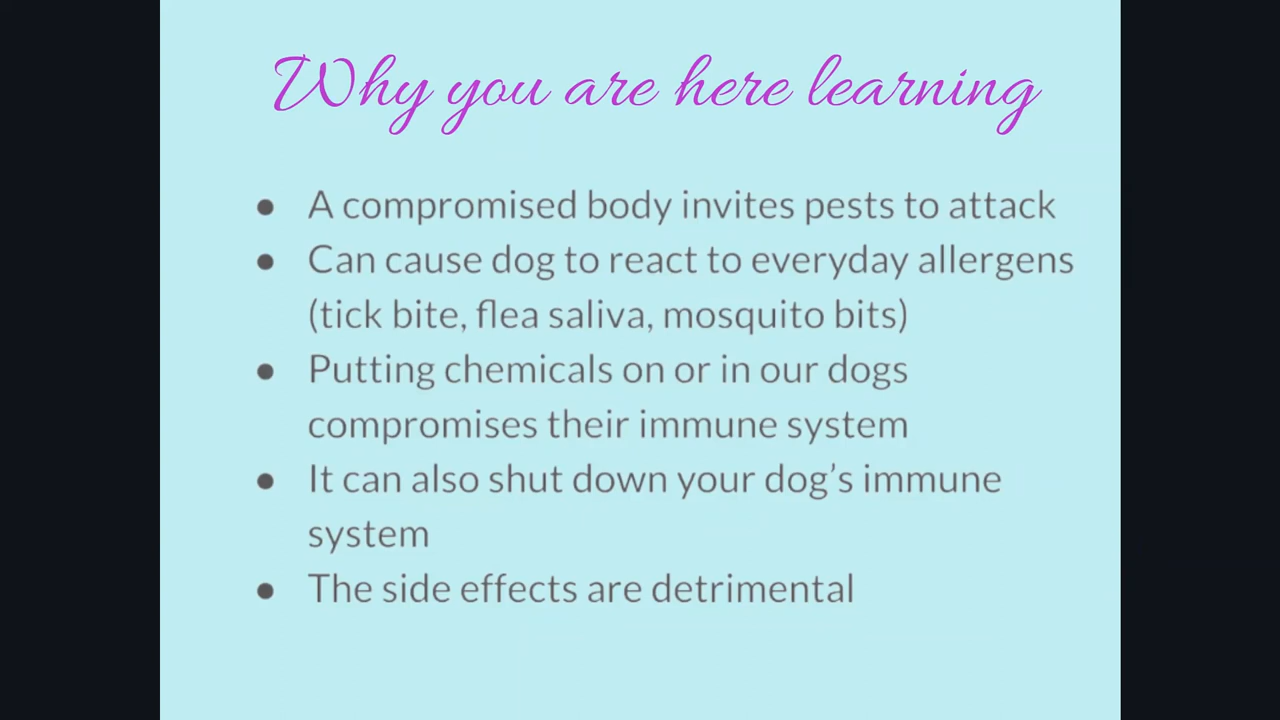 Why you are here learning
● A compromised body invites pests to attack
● Can cause dog to react to everyday allergens
(tick bite, flea saliva, mosquito bits)
● Putting chemicals on or in our dogs
compromises their immune system
● It can also shut down your dog’s immune
system
● The side effects are detrimental